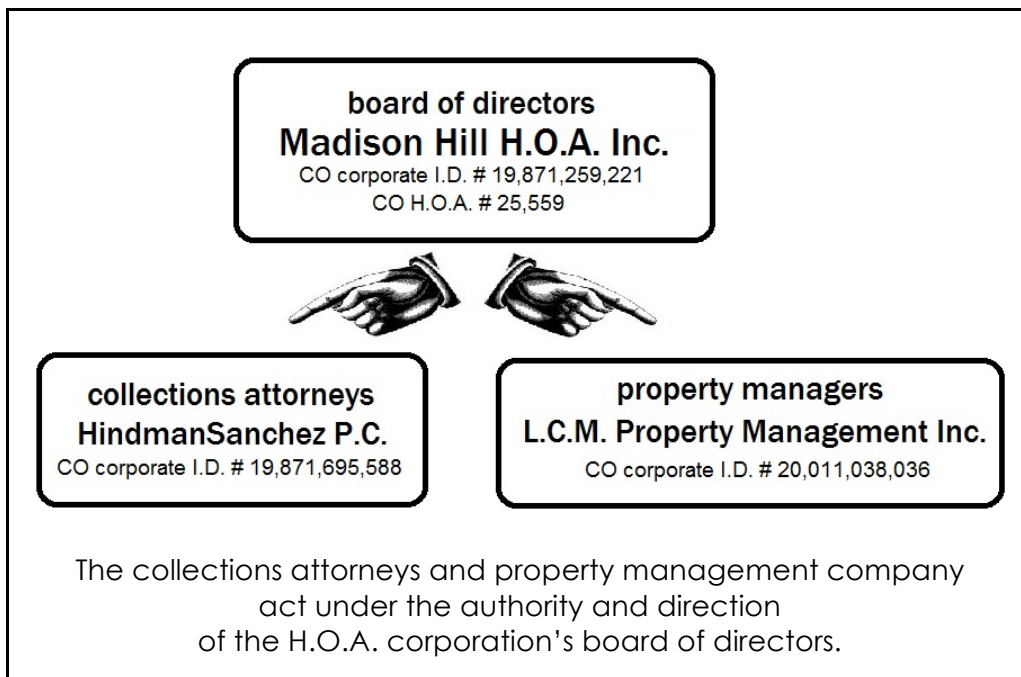 board of directors
Madison Hill H.O.A. Inc.
CO corporate I.D. # 19,871,259,221
CO H.O.A. # 25,559
collections attorneys
HindmanSanchez P.C.
CO corporate I.D. # 19,871,695,588
property managers
L.C.M. Property Management Inc.
CO corporate I.D. # 20,011,038,036
The collections attorneys and property management company
act under the authority and direction
of the H.O.A. corporation’s board of directors.